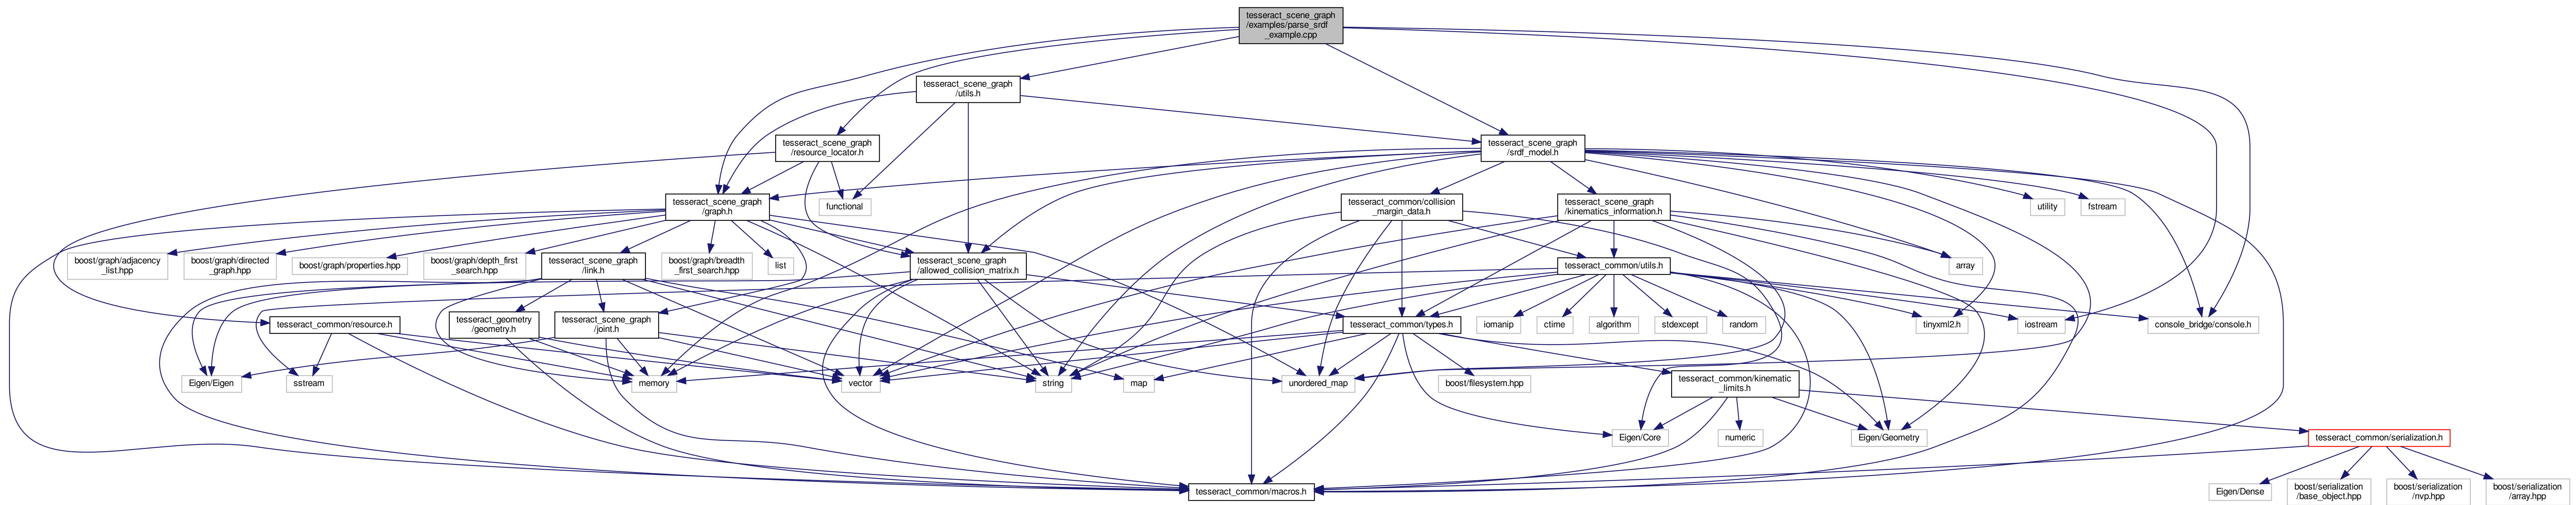 tesseract_scene_graph
/examples/parse_srdf
_example.cpp
tesseract_scene_graph
/utils.h
tesseract_scene_graph
/resource_locator.h
tesseract_scene_graph
/srdf_model.h
tesseract_scene_graph
/graph.h
functional
tesseract_common/collision
_margin_data.h
tesseract_scene_graph
/kinematics_information.h
utility
fstream
boost/graph/adjacency
_list.hpp
boost/graph/directed
_graph.hpp
boost/graph/properties.hpp
boost/graph/depth_first
_search.hpp
tesseract_scene_graph
/link.h
boost/graph/breadth
_first_search.hpp
list
tesseract_scene_graph
/allowed_collision_matrix.h
tesseract_common/utils.h
array
tesseract_common/resource.h
tesseract_geometry
/geometry.h
tesseract_scene_graph
/joint.h
tesseract_common/types.h
iomanip
ctime
algorithm
stdexcept
random
tinyxml2.h
iostream
console_bridge/console.h
Eigen/Eigen
sstream
memory
vector
string
map
unordered_map
boost/filesystem.hpp
tesseract_common/kinematic
_limits.h
Eigen/Core
numeric
Eigen/Geometry
tesseract_common/serialization.h
tesseract_common/macros.h
Eigen/Dense
boost/serialization
/base_object.hpp
boost/serialization
/nvp.hpp
boost/serialization
/array.hpp